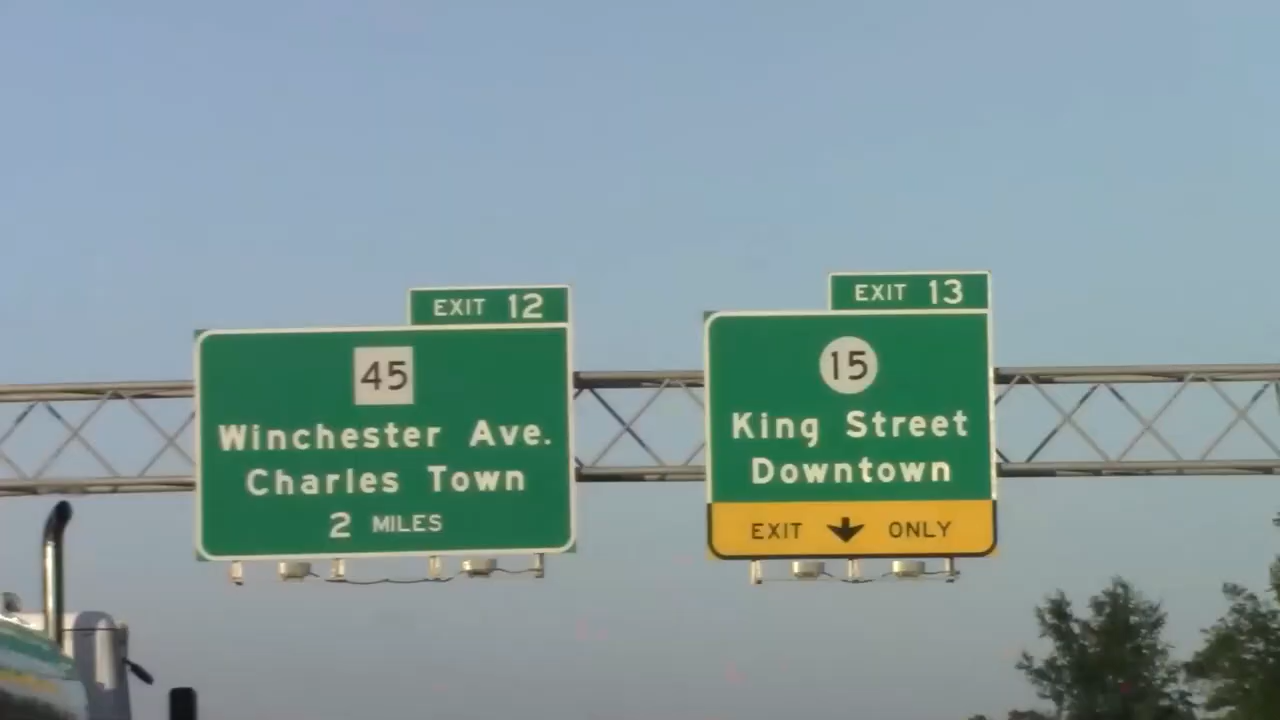 EXIT 12
45
Winchester Ave.
Charles Town
2 MILES
EXIT 13
15
King Street
Downtown
EXIT ONLY